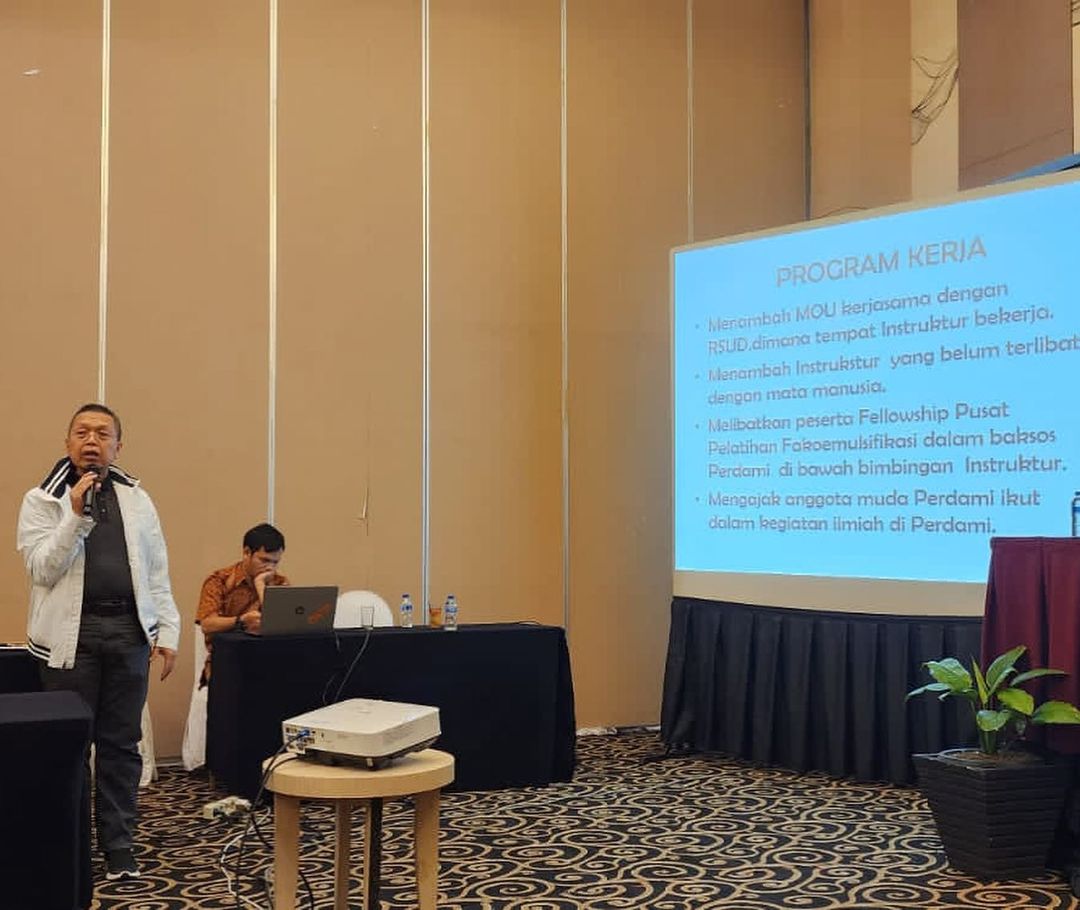 PROGRAM KERJA
• Menambah MOU kerjasama dengan
RSUD.dimana tempat Instruktur bekerja.
• Menambah Instrukstur yang belum terlibat
dengan mata manusia.
• Melibatkan peserta Fellowship Pusat
Pelatihan Fakoemulsifikasi dalam baksos
Perdami di bawah bimbingan Instruktur.
• Mengajak anggota muda Perdami ikut
dalam kegiatan ilmiah di Perdami.